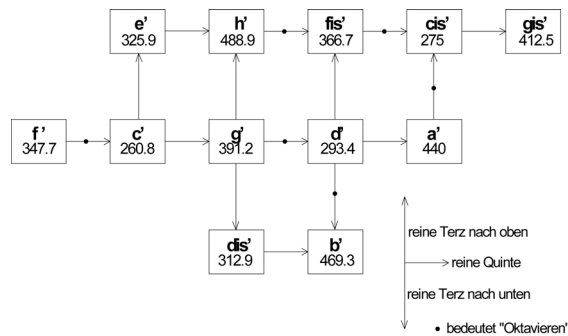 e' h' fis' cis' gis'
325.9 488.9 366.7 275 412.5
f' c' g' d' a'
347.7 260.8 391.2 293.4 440
dis' b'
312.9 469.3
reine Terz nach oben
reine Quinte
reine Terz nach unten
• bedeutet "Oktavieren'